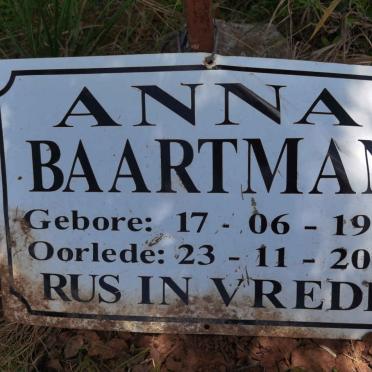 ANNA
BAARTMAN
Gebore: 17 - 06 - 19
Oorlede: 23 - 11 - 20
RUS IN VREDE